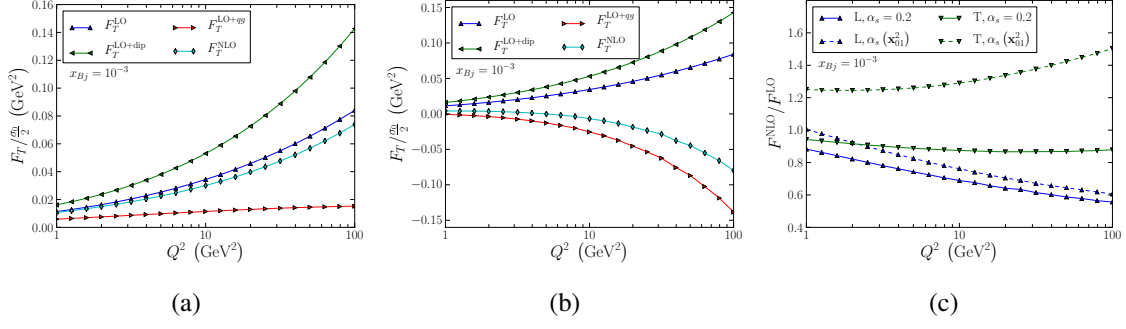 F_T^LO F_T^LO+qg
F_T^LO+dip F_T^NLO
x_Bj = 10^−3
0.16
0.14
0.12
0.10
0.08
0.06
0.04
0.02
0.00
1 10 100
F_T/σ_0/2 (GeV^2)
Q^2 (GeV^2)
(a)
F_T^LO F_T^LO+qg
F_T^LO+dip F_T^NLO
x_Bj = 10^−3
0.15
0.10
0.05
0.00
−0.05
−0.10
−0.15
1 10 100
F_T/σ_0/2 (GeV^2)
Q^2 (GeV^2)
(b)
L, α_s = 0.2 T, α_s = 0.2
L, α_s (x_01^2) T, α_s (x_01^2)
x_Bj = 10^−3
1.6
1.4
1.2
1.0
0.8
0.6
0.4
1 10 100
F^NLO/F^LO
Q^2 (GeV^2)
(c)